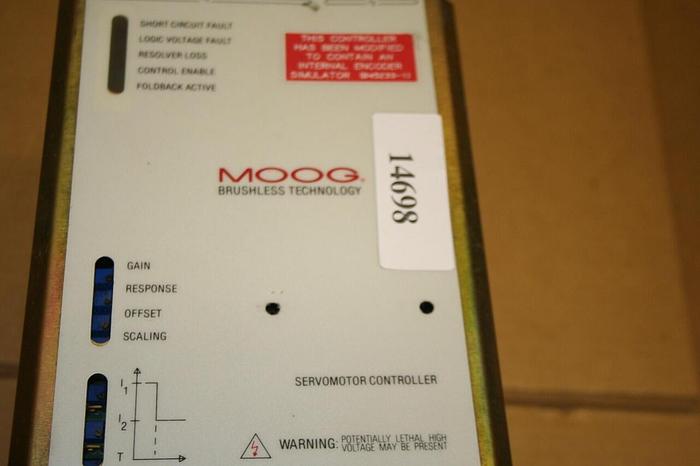 SHORT CIRCUIT FAULT
LOGIC VOLTAGE FAULT
RESOLVER LOSS
CONTROL ENABLE
FOLDBACK ACTIVE
THIS CONTROLLER
HAS BEEN MODIFIED
TO CONTAIN AN
INTERNAL ENCODER
SIMULATOR
MOOG
BRUSHLESS TECHNOLOGY
14698
GAIN
RESPONSE
OFFSET
SCALING
I1
I2
T
SERVOMOTOR CONTROLLER
WARNING: POTENTIALLY LETHAL HIGH
VOLTAGE MAY BE PRESENT